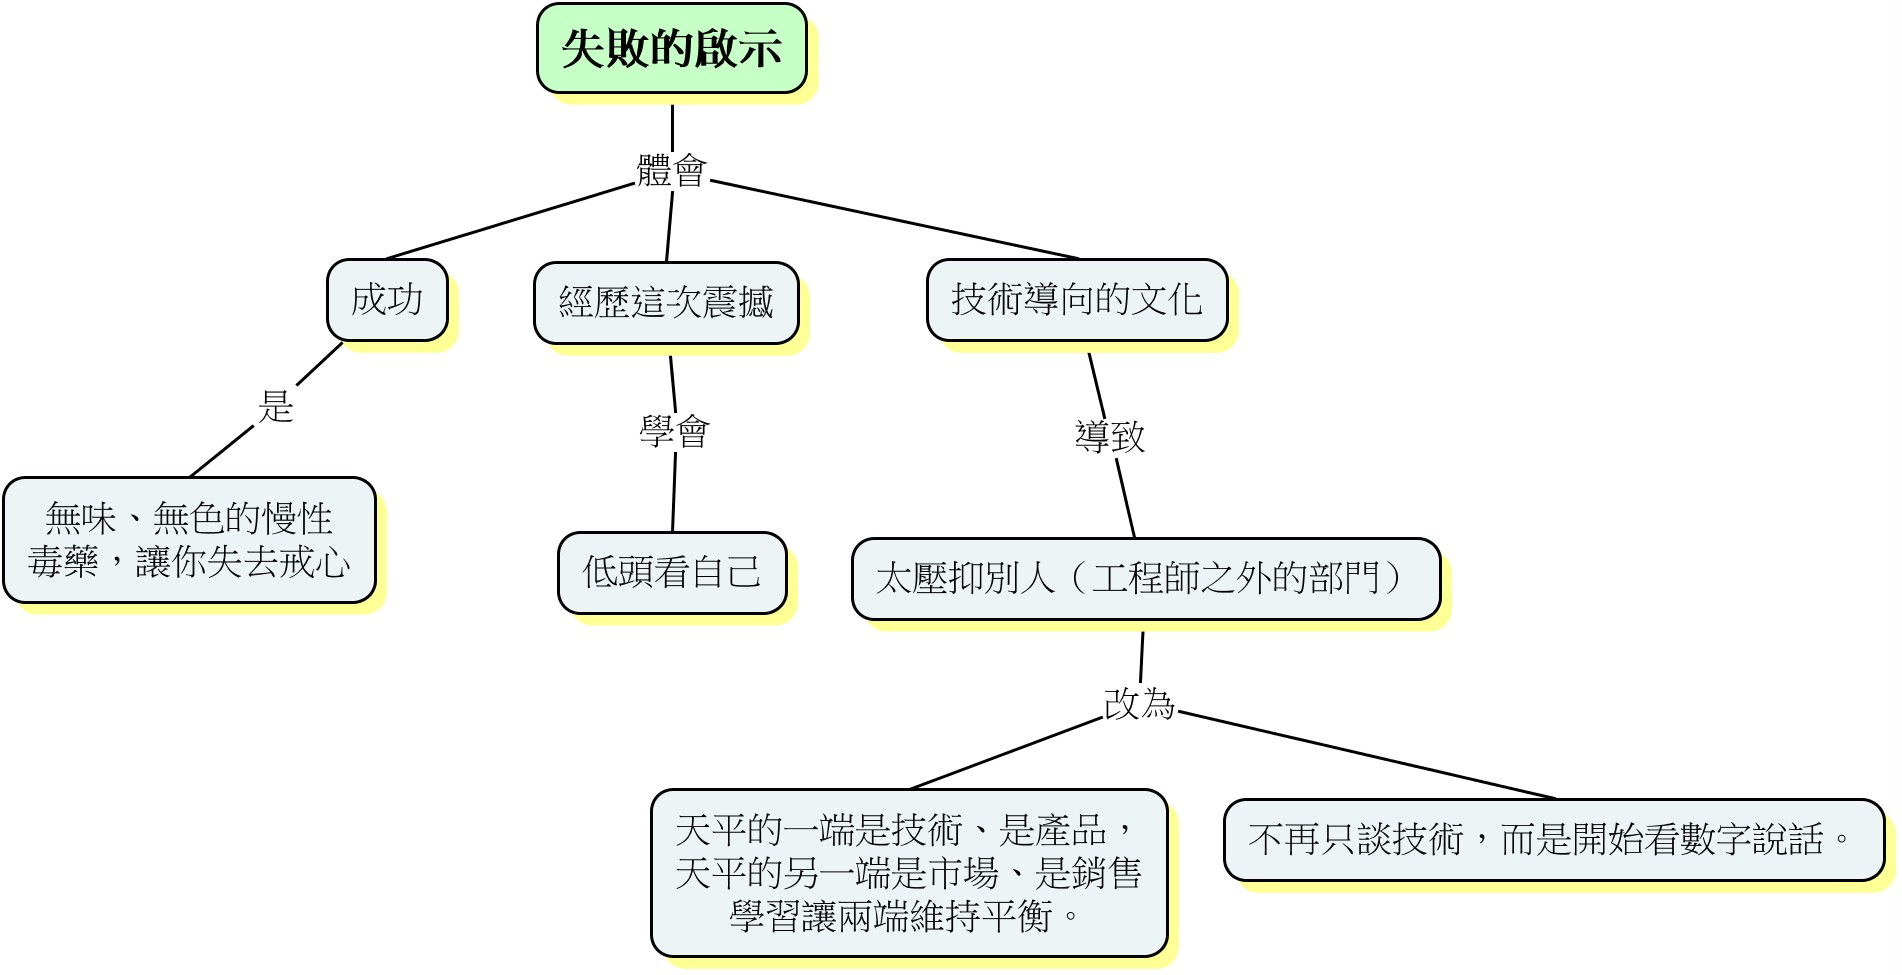 失敗的啟示
體會
成功
經歷這次震撼
技術導向的文化
是
學會
導致
無味、無色的慢性
毒藥，讓你失去戒心
低頭看自己
太壓抑別人（工程師之外的部門）
改為
天平的一端是技術、是產品，
天平的另一端是市場、是銷售
學習讓兩端維持平衡。
不再只談技術，而是開始看數字說話。